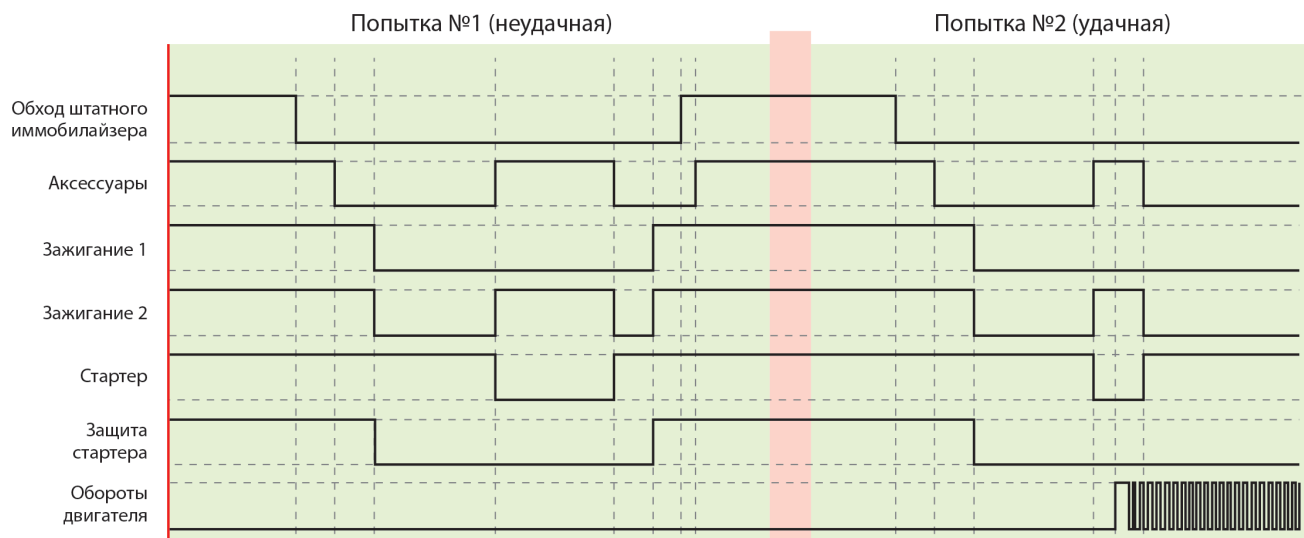 Попытка №1 (неудачная)
Попытка №2 (удачная)
Обход штатного
иммобилайзера
Аксессуары
Зажигание 1
Зажигание 2
Стартер
Защита
стартера
Обороты
двигателя